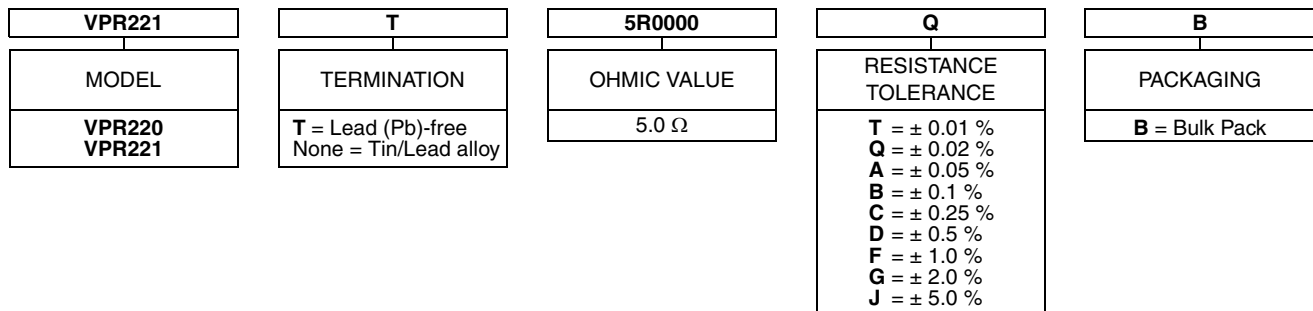 VPR221
MODEL
VPR220
VPR221
T
TERMINATION
T = Lead (Pb)-free
None = Tin/Lead alloy
5R0000
OHMIC VALUE
5.0 Ω
Q
RESISTANCE
TOLERANCE
T = ± 0.01 %
Q = ± 0.02 %
A = ± 0.05 %
B = ± 0.1 %
C = ± 0.25 %
D = ± 0.5 %
F = ± 1.0 %
G = ± 2.0 %
J = ± 5.0 %
B
PACKAGING
B = Bulk Pack